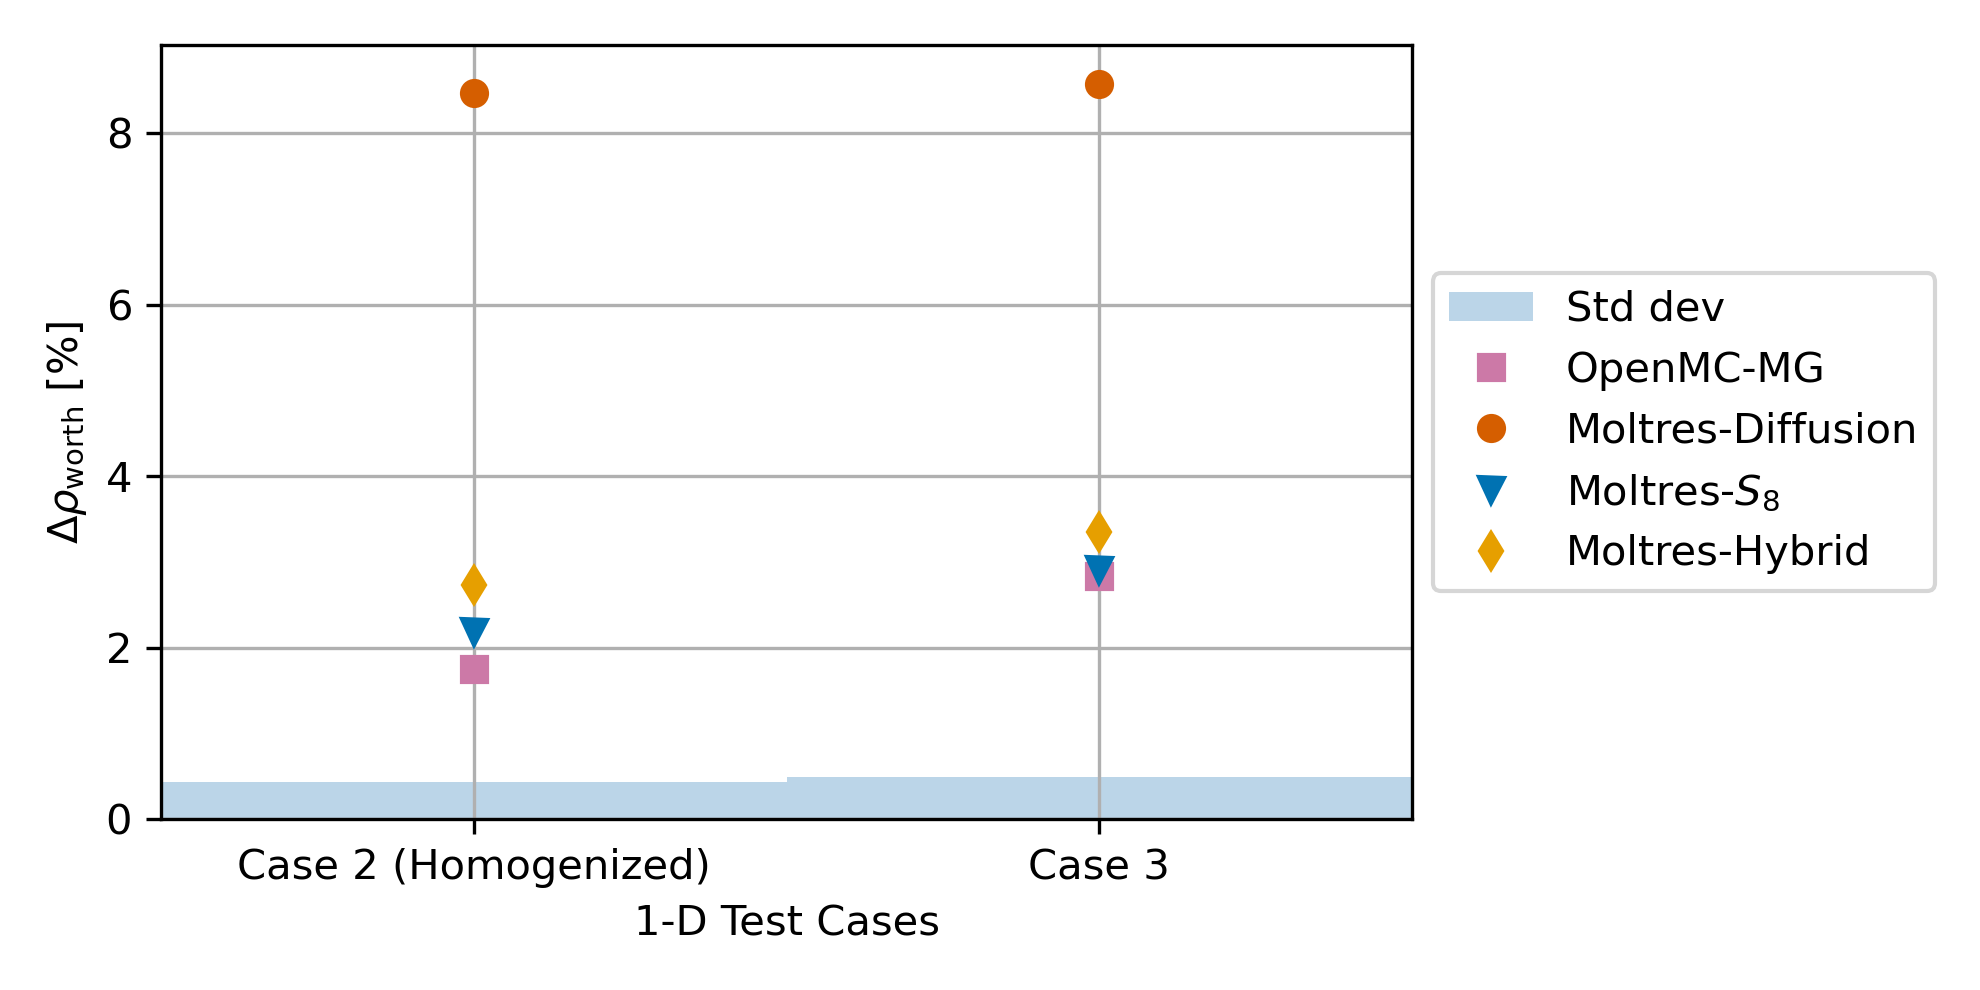 8
6
4
2
0
Δρworth [%]
Case 2 (Homogenized)
Case 3
1-D Test Cases
Std dev
OpenMC-MG
Moltres-Diffusion
Moltres-S8
Moltres-Hybrid